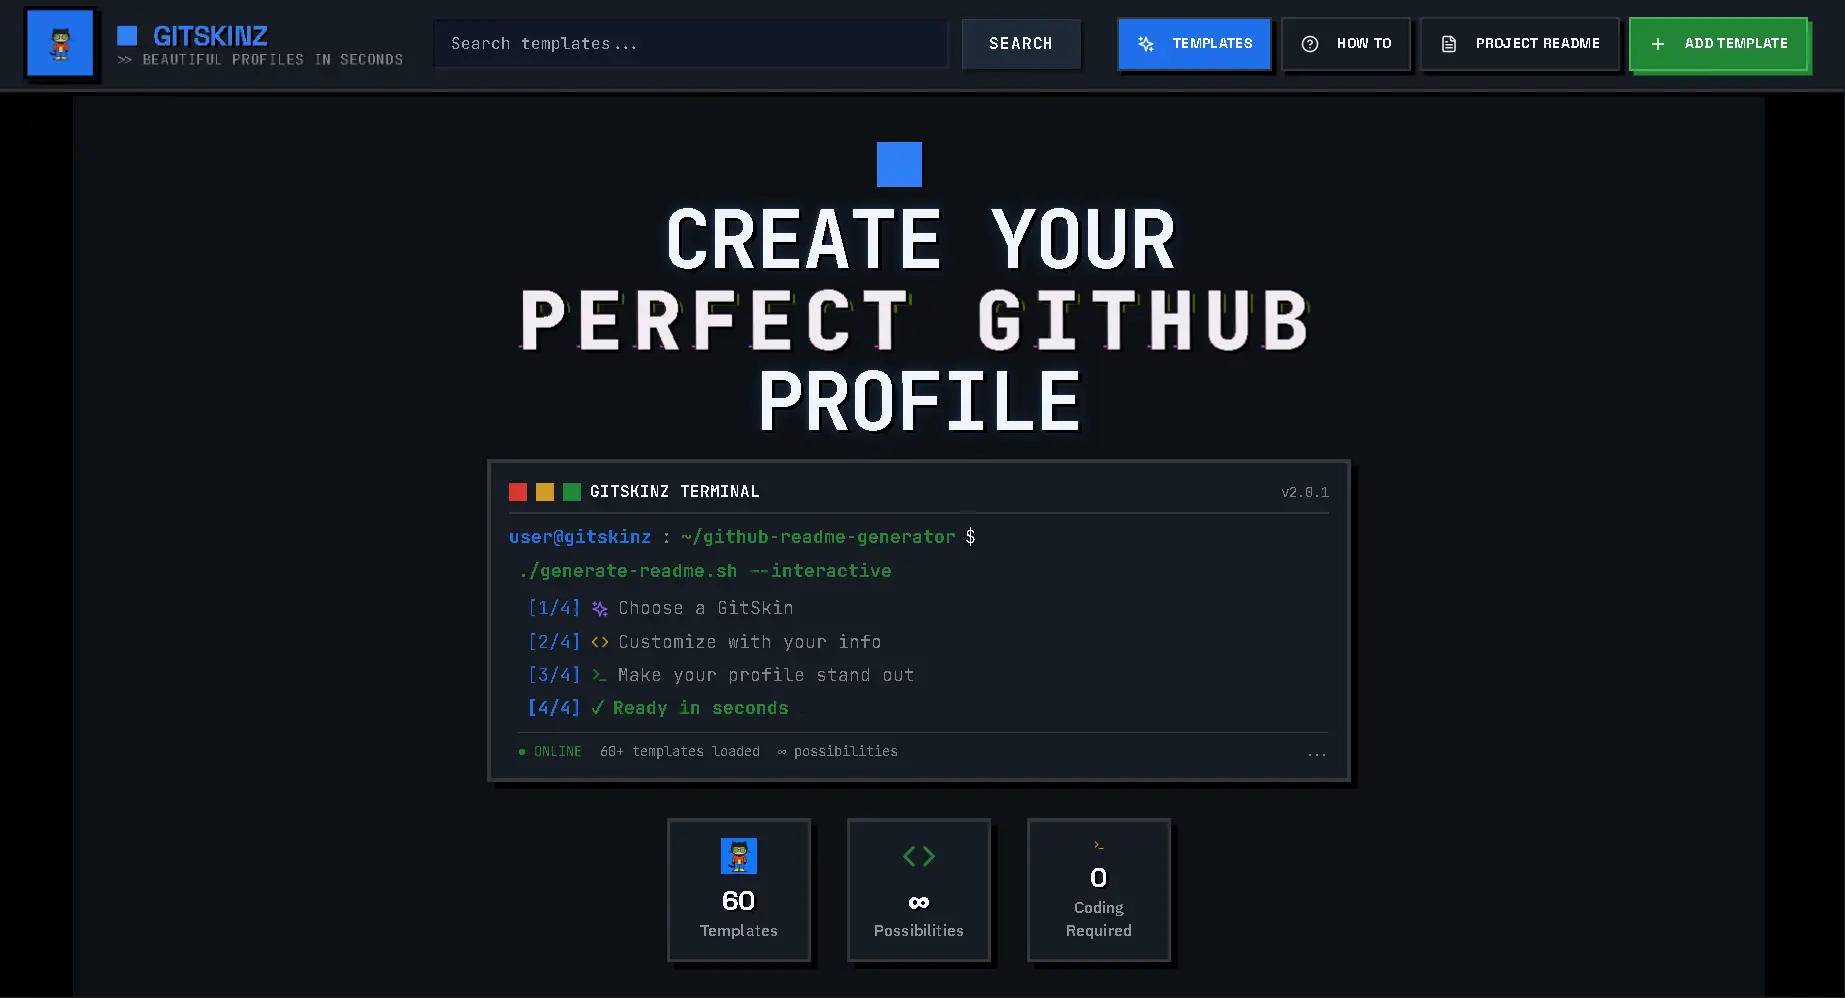 GITSKINZ
>> BEAUTIFUL PROFILES IN SECONDS
Search templates...
SEARCH
TEMPLATES
HOW TO
PROJECT README
+ ADD TEMPLATE
CREATE YOUR
PERFECT GITHUB
PROFILE
GITSKINZ TERMINAL
v2.0.1
user@gitskinz : ~/github-readme-generator $
./generate-readme.sh --interactive
[1/4] Choose a GitSkin
[2/4] <> Customize with your info
[3/4] >_ Make your profile stand out
[4/4] ✓ Ready in seconds
● ONLINE 60+ templates loaded ∞ possibilities
...
60
Templates
<>
∞
Possibilities
>_
0
Coding
Required